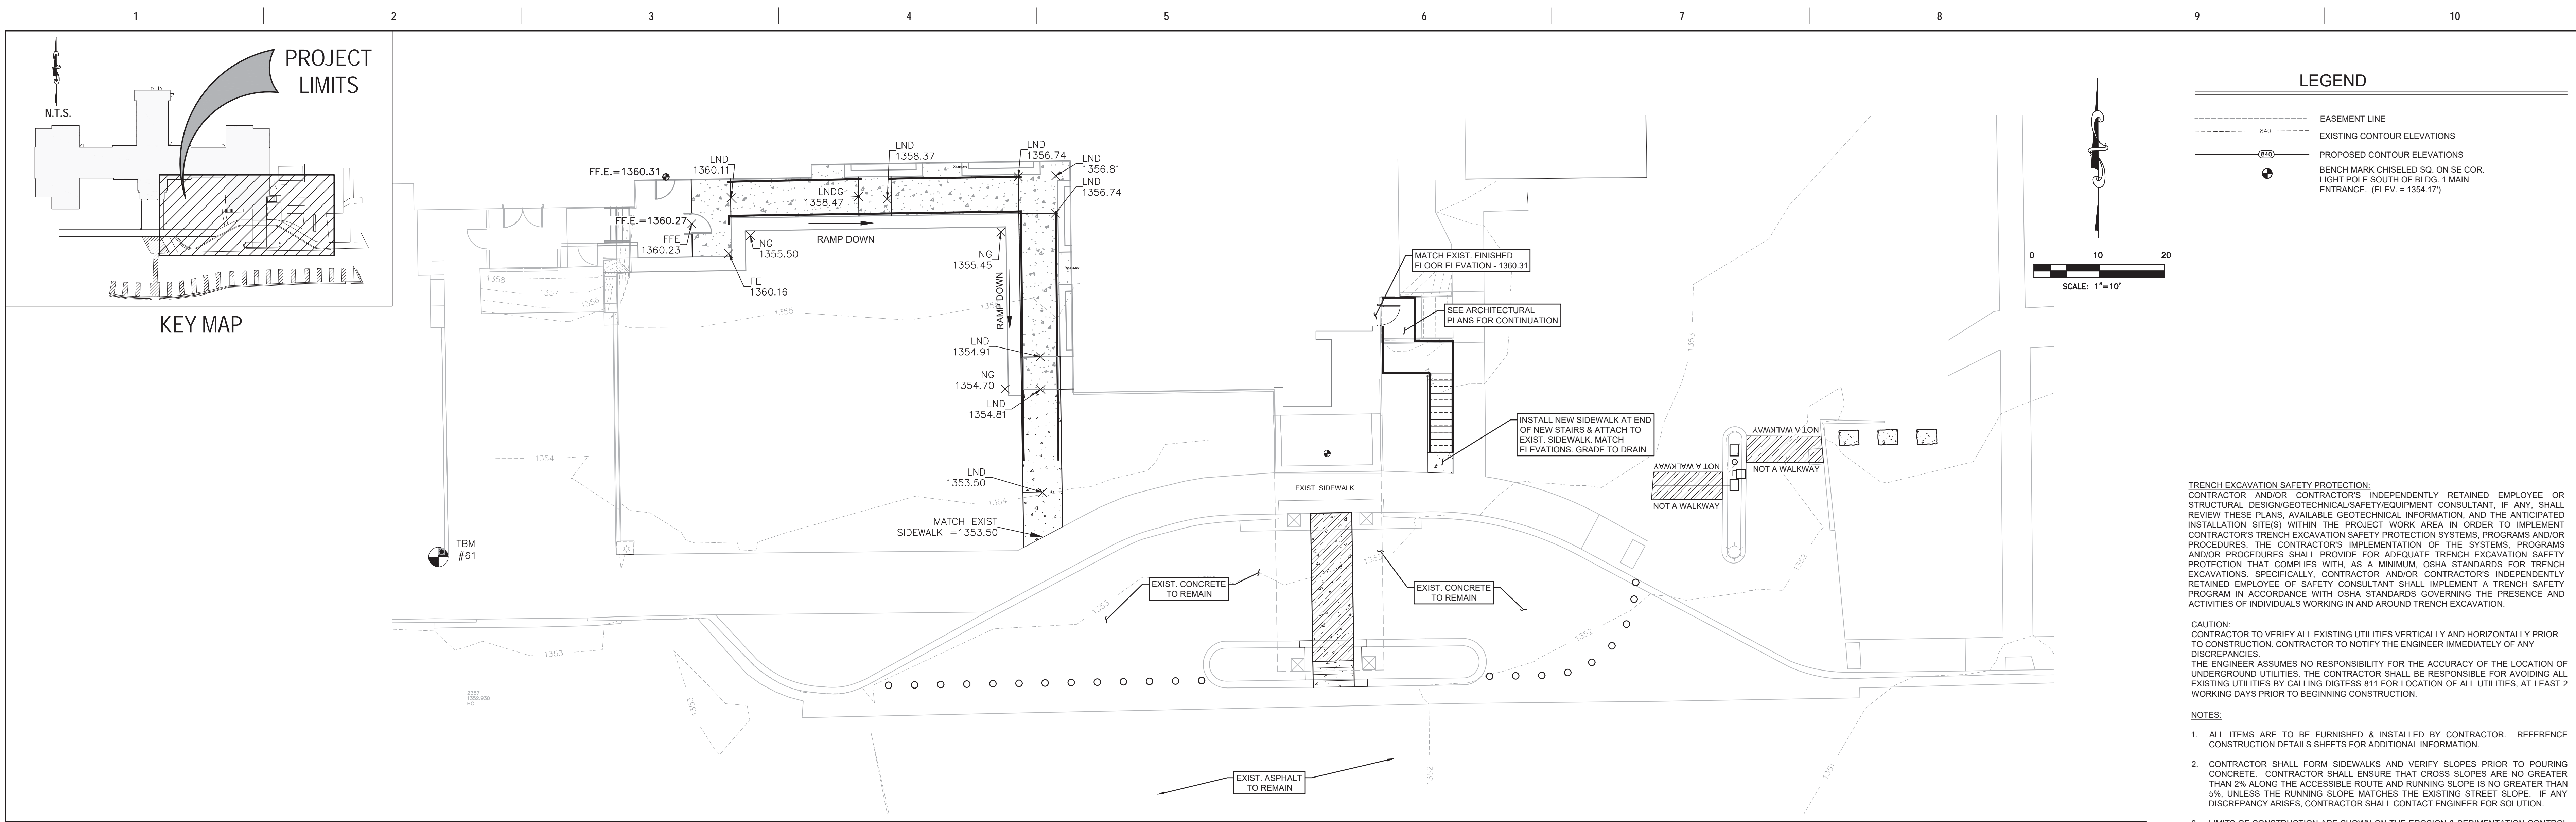 1 2 3 4 5 6 7 8 9 10
PROJECT
LIMITS
N.T.S.
KEY MAP
FF.E.=1360.31
LND
1360.11
LND
1358.37
LND
1356.74
LND
1356.81
LND
1356.74
LNDG
1358.47
FF.E.=1360.27
FFE
1360.23
RAMP DOWN
NG
1355.50
NG
1355.45
FE
1360.16
RAMP DOWN
1358
1357
1356
1355
LND
1354.91
NG
1354.70
LND
1354.81
1354
LND
1353.50
1354
MATCH EXIST
SIDEWALK =1353.50
TBM
#61
MATCH EXIST. FINISHED
FLOOR ELEVATION - 1360.31
SEE ARCHITECTURAL
PLANS FOR CONTINUATION
1353
INSTALL NEW SIDEWALK AT END
OF NEW STAIRS & ATTACH TO
EXIST. SIDEWALK. MATCH
ELEVATIONS. GRADE TO DRAIN
EXIST. SIDEWALK
NOT A WALKWAY
NOT A WALKWAY
NOT A WALKWAY
NOT A WALKWAY
EXIST. CONCRETE
TO REMAIN
1353
EXIST. CONCRETE
TO REMAIN
1352
1353
1352
1353
1353
2357
1352.930
HC
EXIST. ASPHALT
TO REMAIN
1352
1351
0 10 20
SCALE: 1"=10'
LEGEND
EASEMENT LINE
840 EXISTING CONTOUR ELEVATIONS
840 PROPOSED CONTOUR ELEVATIONS
BENCH MARK CHISELED SQ. ON SE COR.
LIGHT POLE SOUTH OF BLDG. 1 MAIN
ENTRANCE. (ELEV. = 1354.17')
TRENCH EXCAVATION SAFETY PROTECTION:
CONTRACTOR AND/OR CONTRACTOR'S INDEPENDENTLY RETAINED EMPLOYEE OR
STRUCTURAL DESIGN/GEOTECHNICAL/SAFETY/EQUIPMENT CONSULTANT, IF ANY, SHALL
REVIEW THESE PLANS, AVAILABLE GEOTECHNICAL INFORMATION, AND THE ANTICIPATED
INSTALLATION SITE(S) WITHIN THE PROJECT WORK AREA IN ORDER TO IMPLEMENT
CONTRACTOR'S TRENCH EXCAVATION SAFETY PROTECTION SYSTEMS, PROGRAMS AND/OR
PROCEDURES. THE CONTRACTOR'S IMPLEMENTATION OF THE SYSTEMS, PROGRAMS
AND/OR PROCEDURES SHALL PROVIDE FOR ADEQUATE TRENCH EXCAVATION SAFETY
PROTECTION THAT COMPLIES WITH, AS A MINIMUM, OSHA STANDARDS FOR TRENCH
EXCAVATIONS. SPECIFICALLY, CONTRACTOR AND/OR CONTRACTOR'S INDEPENDENTLY
RETAINED EMPLOYEE OF SAFETY CONSULTANT SHALL IMPLEMENT A TRENCH SAFETY
PROGRAM IN ACCORDANCE WITH OSHA STANDARDS GOVERNING THE PRESENCE AND
ACTIVITIES OF INDIVIDUALS WORKING IN AND AROUND TRENCH EXCAVATION.
CAUTION:
CONTRACTOR TO VERIFY ALL EXISTING UTILITIES VERTICALLY AND HORIZONTALLY PRIOR
TO CONSTRUCTION. CONTRACTOR TO NOTIFY THE ENGINEER IMMEDIATELY OF ANY
DISCREPANCIES.
THE ENGINEER ASSUMES NO RESPONSIBILITY FOR THE ACCURACY OF THE LOCATION OF
UNDERGROUND UTILITIES. THE CONTRACTOR SHALL BE RESPONSIBLE FOR AVOIDING ALL
EXISTING UTILITIES BY CALLING DIGTESS 811 FOR LOCATION OF ALL UTILITIES, AT LEAST 2
WORKING DAYS PRIOR TO BEGINNING CONSTRUCTION.
NOTES:
1. ALL ITEMS ARE TO BE FURNISHED & INSTALLED BY CONTRACTOR. REFERENCE
CONSTRUCTION DETAILS SHEETS FOR ADDITIONAL INFORMATION.
2. CONTRACTOR SHALL FORM SIDEWALKS AND VERIFY SLOPES PRIOR TO POURING
CONCRETE. CONTRACTOR SHALL ENSURE THAT CROSS SLOPES ARE NO GREATER
THAN 2% ALONG THE ACCESSIBLE ROUTE AND RUNNING SLOPE IS NO GREATER THAN
5%, UNLESS THE RUNNING SLOPE MATCHES THE EXISTING STREET SLOPE. IF ANY
DISCREPANCY ARISES, CONTRACTOR SHALL CONTACT ENGINEER FOR SOLUTION.